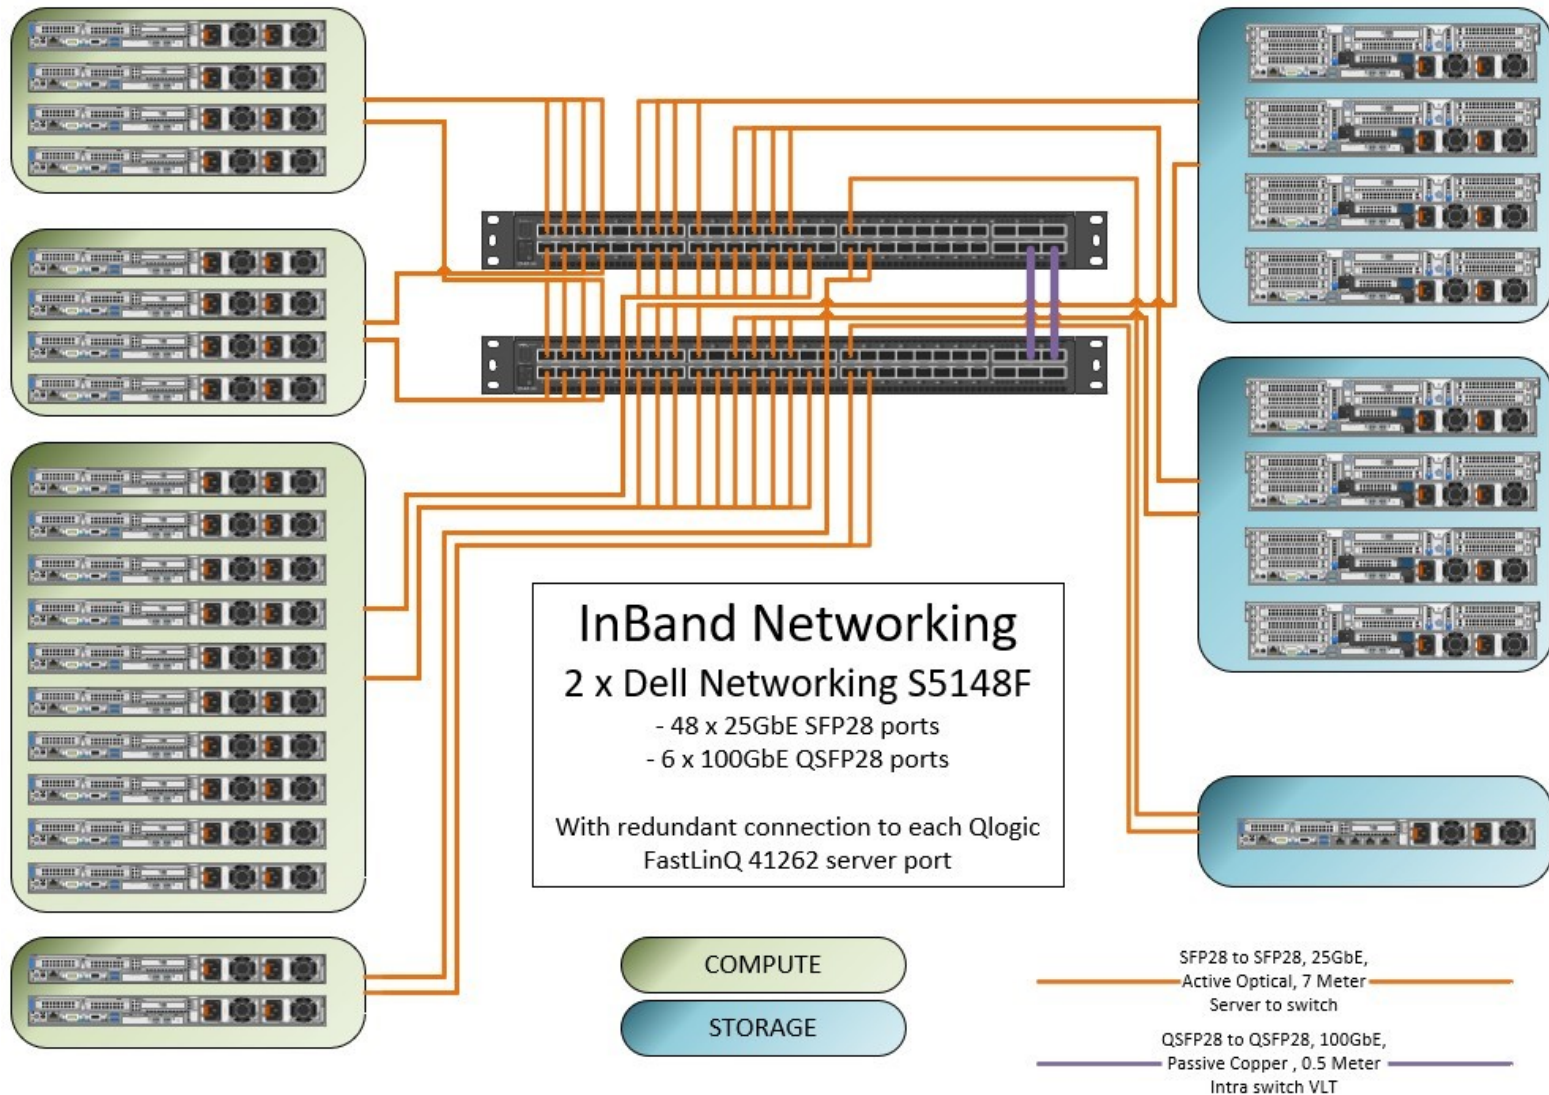 InBand Networking
2 x Dell Networking S5148F
- 48 x 25GbE SFP28 ports
- 6 x 100GbE QSFP28 ports
With redundant connection to each Qlogic
FastLinQ 41262 server port
COMPUTE
STORAGE
SFP28 to SFP28, 25GbE,
Active Optical, 7 Meter
Server to switch
QSFP28 to QSFP28, 100GbE,
Passive Copper , 0.5 Meter
Intra switch VLT